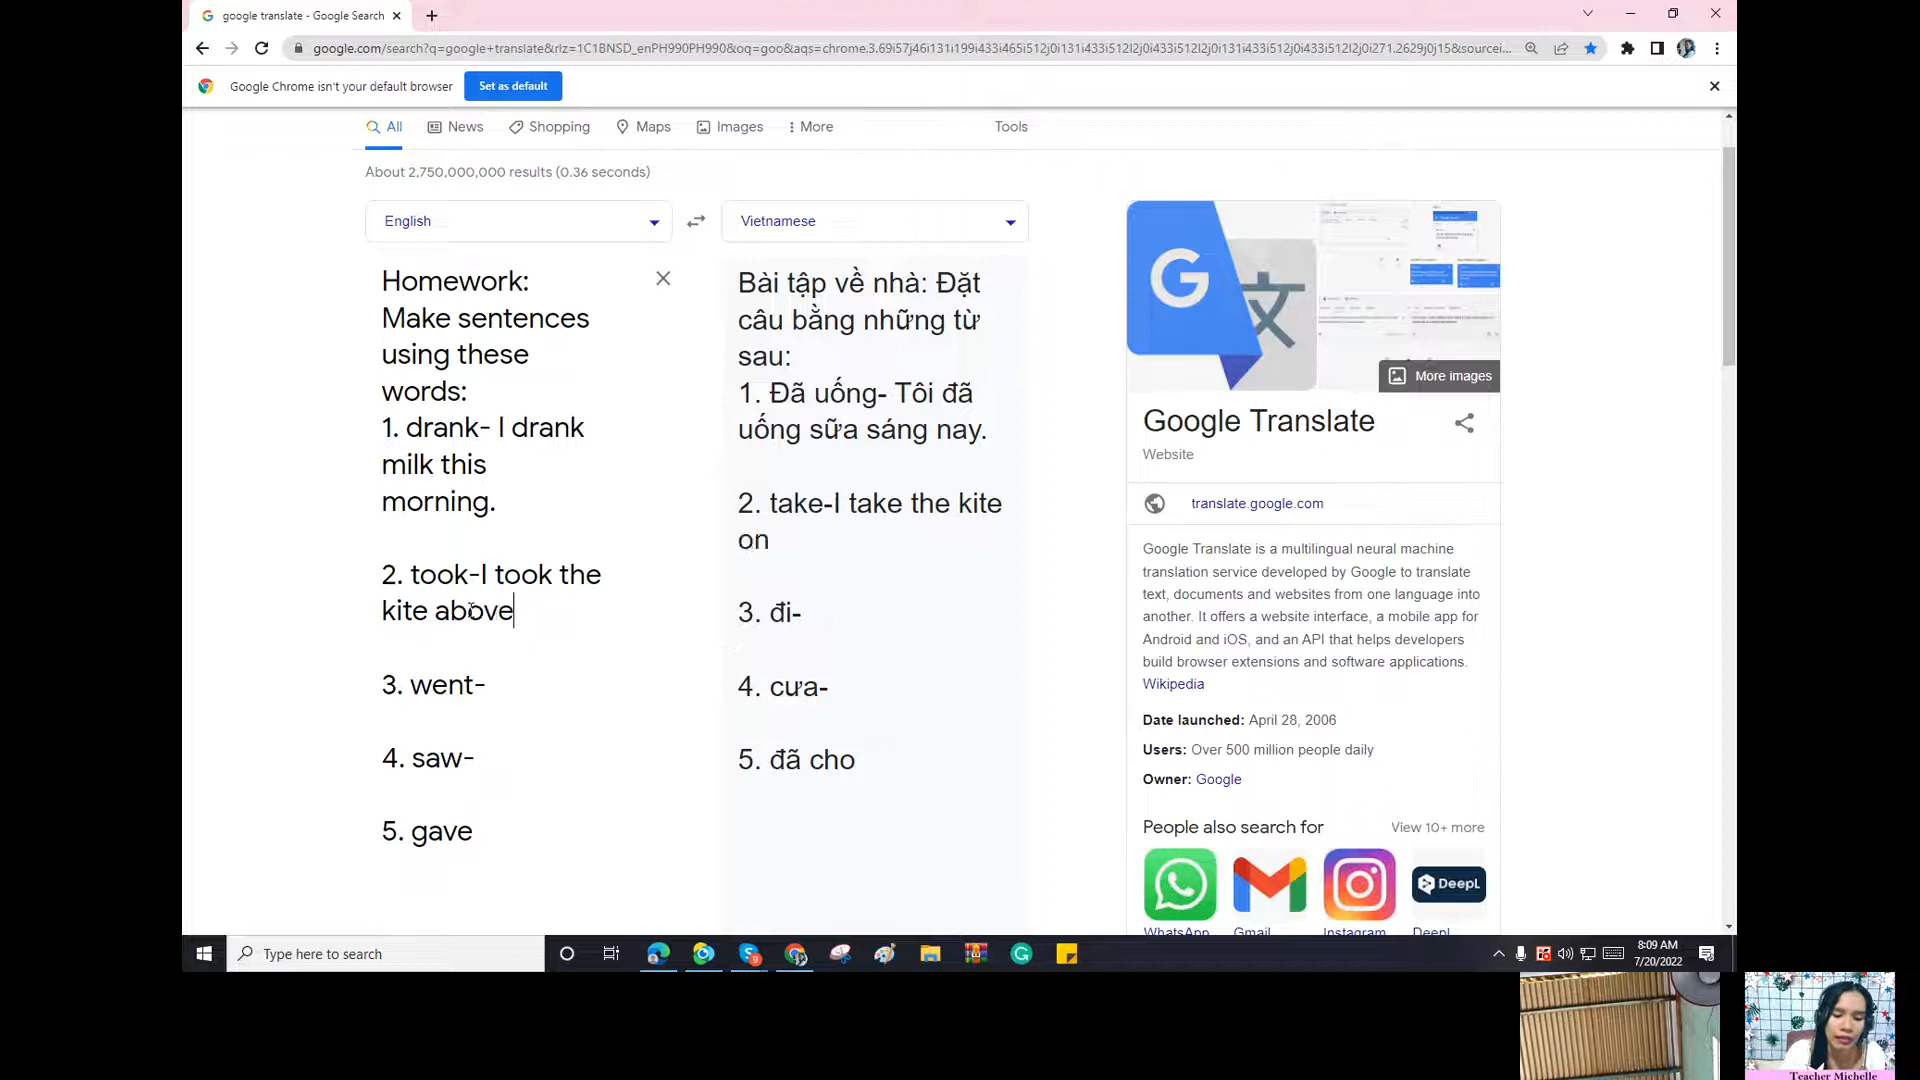 google translate - Google Search
google.com/search?q=google+translate&rlz=1C1BNSD_enPH990PH990&oq=goo&aqs=chrome.3.69i57j46i131i199i433i465i512j0i131i433i512l2j0i433i512l2j0i131i433i512j0i433i512l2j0i271.2629j0j15&sourcei...
Google Chrome isn't your default browser
Set as default
All
News
Shopping
Maps
Images
More
Tools
About 2,750,000,000 results (0.36 seconds)
English
Vietnamese
Homework:
Make sentences
using these
words:
1. drank- I drank
milk this
morning.
2. took-I took the
kite above
3. went-
4. saw-
5. gave
Bài tập về nhà: Đặt
câu bằng những từ
sau:
1. Đã uống- Tôi đã
uống sữa sáng nay.
2. take-I take the kite
on
3. đi-
4. cưa-
5. đã cho
G
文
More images
Google Translate
Website
translate.google.com
Google Translate is a multilingual neural machine
translation service developed by Google to translate
text, documents and websites from one language into
another. It offers a website interface, a mobile app for
Android and iOS, and an API that helps developers
build browser extensions and software applications.
Wikipedia
Date launched: April 28, 2006
Users: Over 500 million people daily
Owner: Google
People also search for
View 10+ more
DeepL
WhatsApp
Gmail
Instagram
DeepL
Type here to search
8:09 AM
7/20/2022
Teacher Michelle